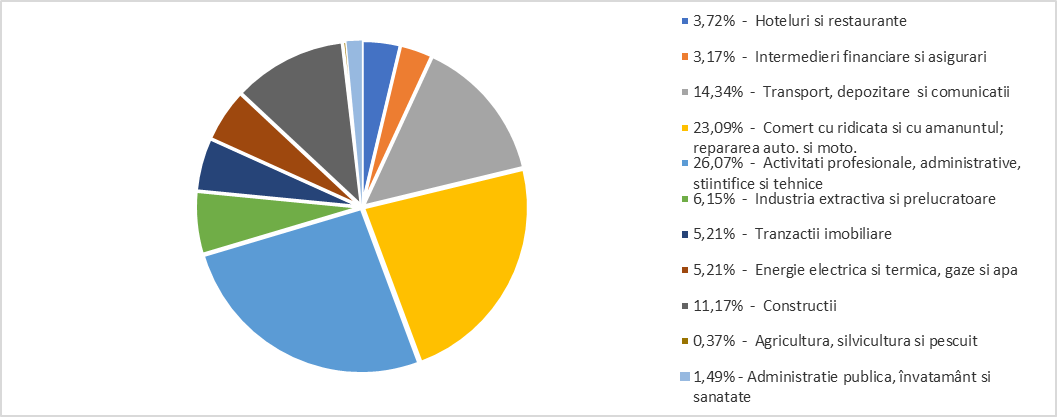 3,72% - Hoteluri si restaurante
3,17% - Intermedieri financiare si asigurari
14,34% - Transport, depozitare si comunicatii
23,09% - Comert cu ridicata si cu amanuntul;
repararea auto. si moto.
26,07% - Activitati profesionale, administrative,
stiintifice si tehnice
6,15% - Industria extractiva si prelucratoare
5,21% - Tranzactii imobiliare
5,21% - Energie electrica si termica, gaze si apa
11,17% - Constructii
0,37% - Agricultura, silvicultura si pescuit
1,49% - Administratie publica, învatamânt si
sanatate